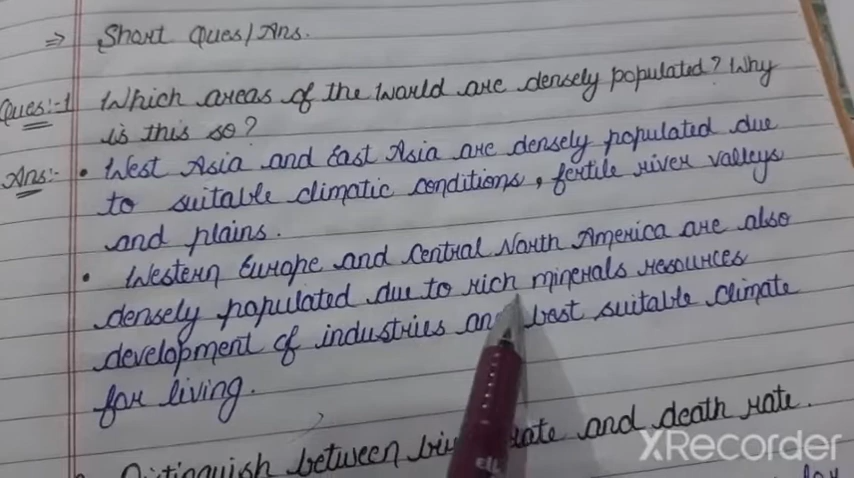 ⇒ Short Ques/Ans.
Ques:-1 Which areas of the world are densely populated? Why
is this so?
Ans:- • West Asia and East Asia are densely populated due
to suitable climatic conditions, fertile river valleys
and plains.
• Western Europe and Central North America are also
densely populated due to rich minerals resources
development of industries and best suitable climate
for living.
Distinguish between rate and death rate.
XRecorder